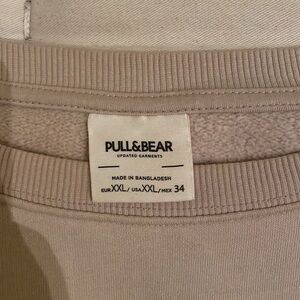 PULL&BEAR
UPDATED GARMENTS
MADE IN BANGLADESH
EUR XXL / USA XXL / MEX 34